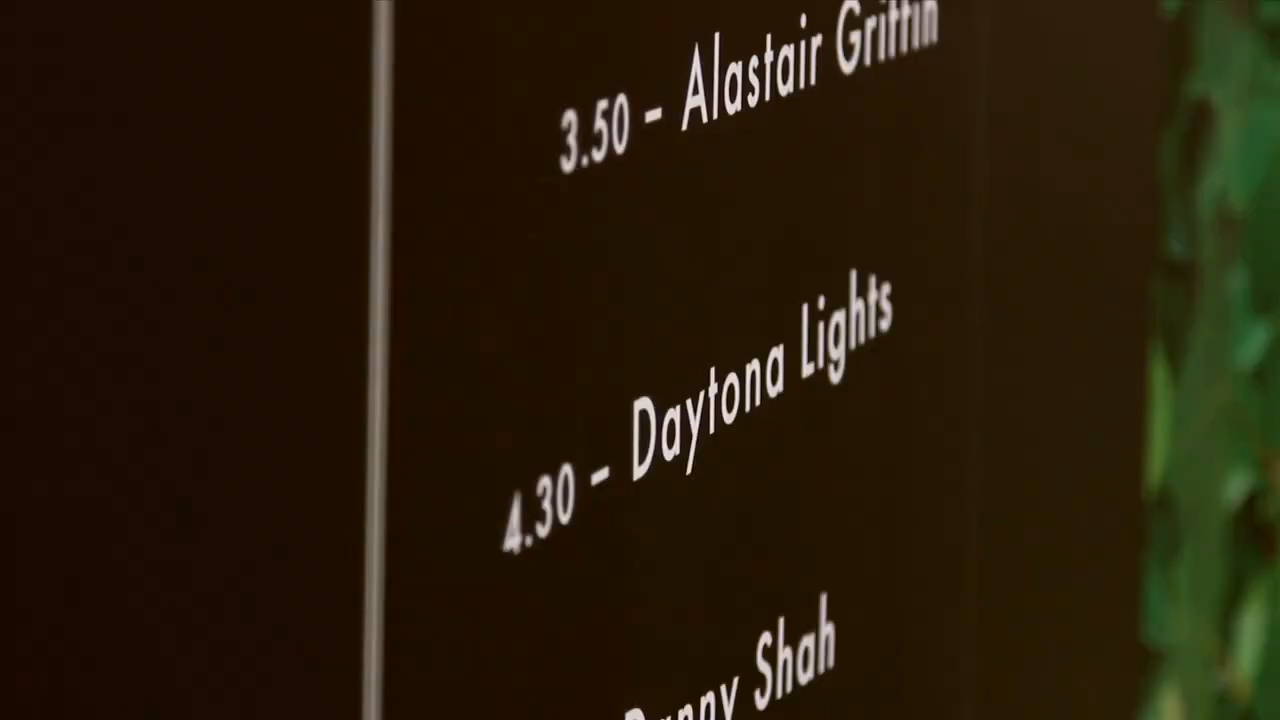 3.50 – Alastair Griffin
4.30 – Daytona Lights
Shah